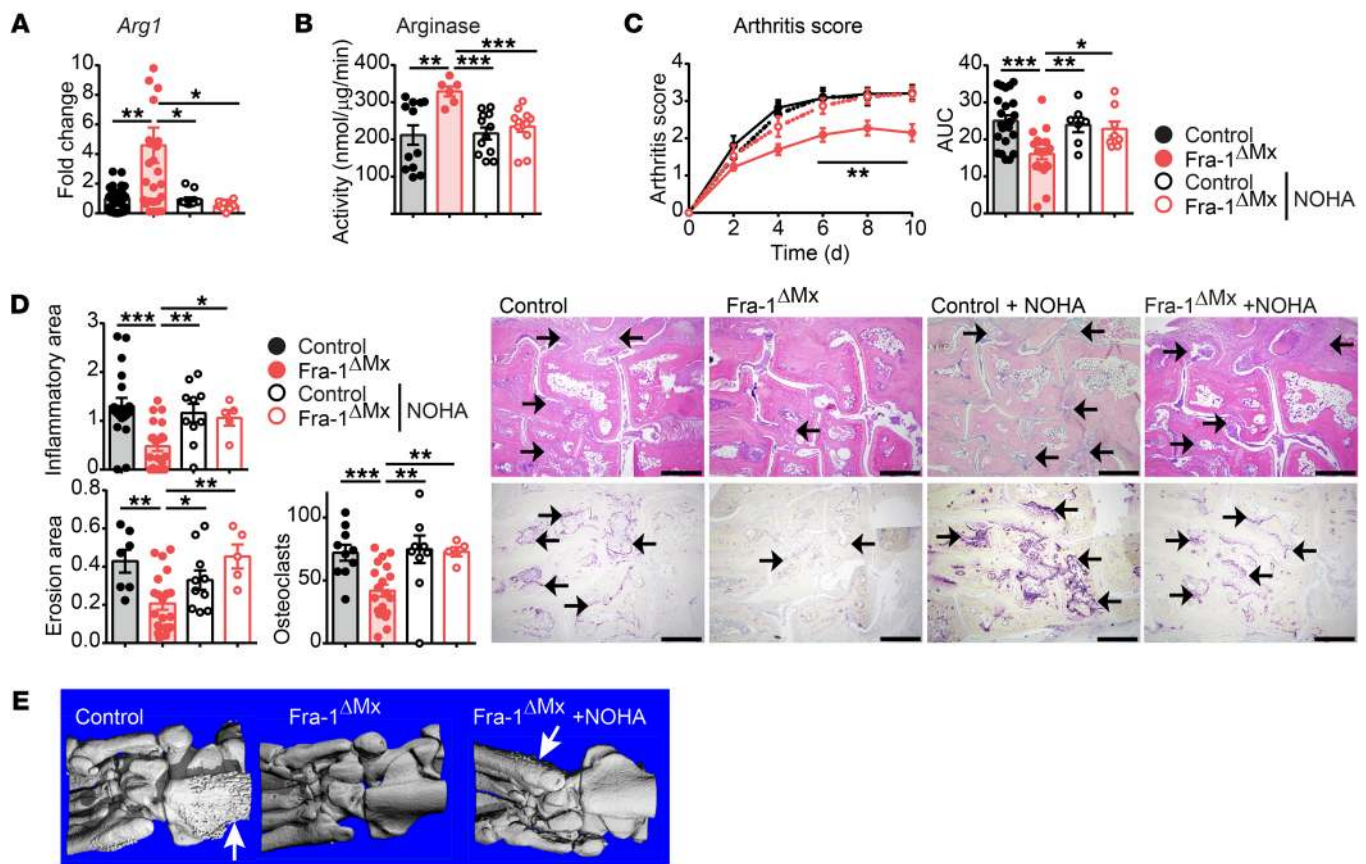 A
Arg1
Fold change
10
8
6
4
2
0
**
*
*
B
Arginase
Activity (nmol/µg/min)
400
300
200
100
**
***
***
C
Arthritis score
Arthritis score
4
3
2
1
0
0 2 4 6 8 10
Time (d)
**
AUC
40
30
20
10
0
***
**
*
Control
Fra-1ΔMx
Control
Fra-1ΔMx
NOHA
D
Inflammatory area
3
2
1
0
***
**
*
Control
Fra-1ΔMx
Control
Fra-1ΔMx
NOHA
Erosion area
0.8
0.6
0.4
0.2
0.0
**
*
**
Osteoclasts
100
50
0
***
**
**
Control
Fra-1ΔMx
Control + NOHA
Fra-1ΔMx +NOHA
E
Control
Fra-1ΔMx
Fra-1ΔMx +NOHA